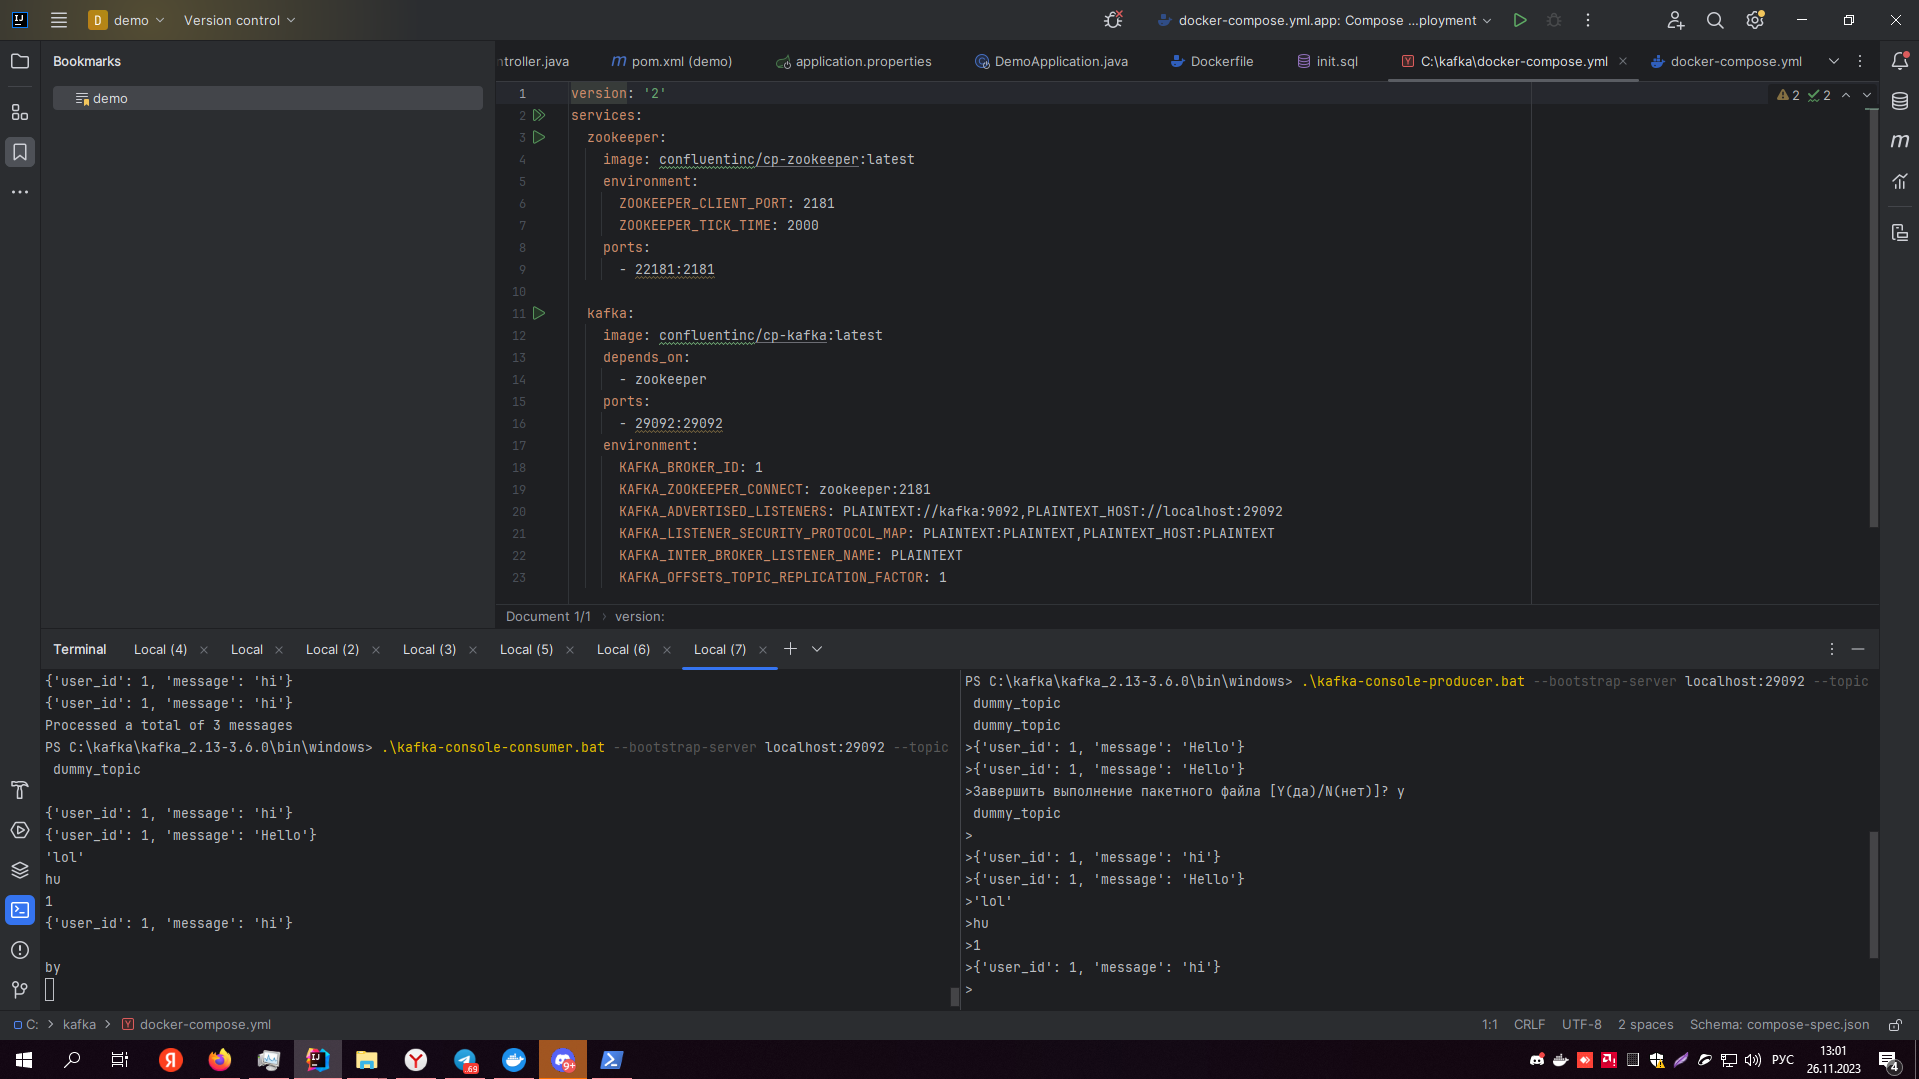 demo
Version control
docker-compose.yml.app: Compose ...ployment
Bookmarks
demo
ntroller.java
pom.xml (demo)
application.properties
DemoApplication.java
Dockerfile
init.sql
C:\kafka\docker-compose.yml
docker-compose.yml
2 2
1 version: '2'
2 services:
3 zookeeper:
4 image: confluentinc/cp-zookeeper:latest
5 environment:
6 ZOOKEEPER_CLIENT_PORT: 2181
7 ZOOKEEPER_TICK_TIME: 2000
8 ports:
9 - 22181:2181
10
11 kafka:
12 image: confluentinc/cp-kafka:latest
13 depends_on:
14 - zookeeper
15 ports:
16 - 29092:29092
17 environment:
18 KAFKA_BROKER_ID: 1
19 KAFKA_ZOOKEEPER_CONNECT: zookeeper:2181
20 KAFKA_ADVERTISED_LISTENERS: PLAINTEXT://kafka:9092,PLAINTEXT_HOST://localhost:29092
21 KAFKA_LISTENER_SECURITY_PROTOCOL_MAP: PLAINTEXT:PLAINTEXT,PLAINTEXT_HOST:PLAINTEXT
22 KAFKA_INTER_BROKER_LISTENER_NAME: PLAINTEXT
23 KAFKA_OFFSETS_TOPIC_REPLICATION_FACTOR: 1
Document 1/1 › version:
Terminal
Local (4)
Local
Local (2)
Local (3)
Local (5)
Local (6)
Local (7)
{'user_id': 1, 'message': 'hi'}
{'user_id': 1, 'message': 'hi'}
Processed a total of 3 messages
PS C:\kafka\kafka_2.13-3.6.0\bin\windows> .\kafka-console-consumer.bat --bootstrap-server localhost:29092 --topic
dummy_topic
{'user_id': 1, 'message': 'hi'}
{'user_id': 1, 'message': 'Hello'}
'lol'
hu
1
{'user_id': 1, 'message': 'hi'}
by
PS C:\kafka\kafka_2.13-3.6.0\bin\windows> .\kafka-console-producer.bat --bootstrap-server localhost:29092 --topic
dummy_topic
dummy_topic
>{'user_id': 1, 'message': 'Hello'}
>{'user_id': 1, 'message': 'Hello'}
>Завершить выполнение пакетного файла [Y(да)/N(нет)]? y
dummy_topic
>
>{'user_id': 1, 'message': 'hi'}
>{'user_id': 1, 'message': 'Hello'}
>'lol'
>hu
>1
>{'user_id': 1, 'message': 'hi'}
>
C: › kafka › docker-compose.yml
1:1
CRLF
UTF-8
2 spaces
Schema: compose-spec.json
РУС
13:01
26.11.2023
4